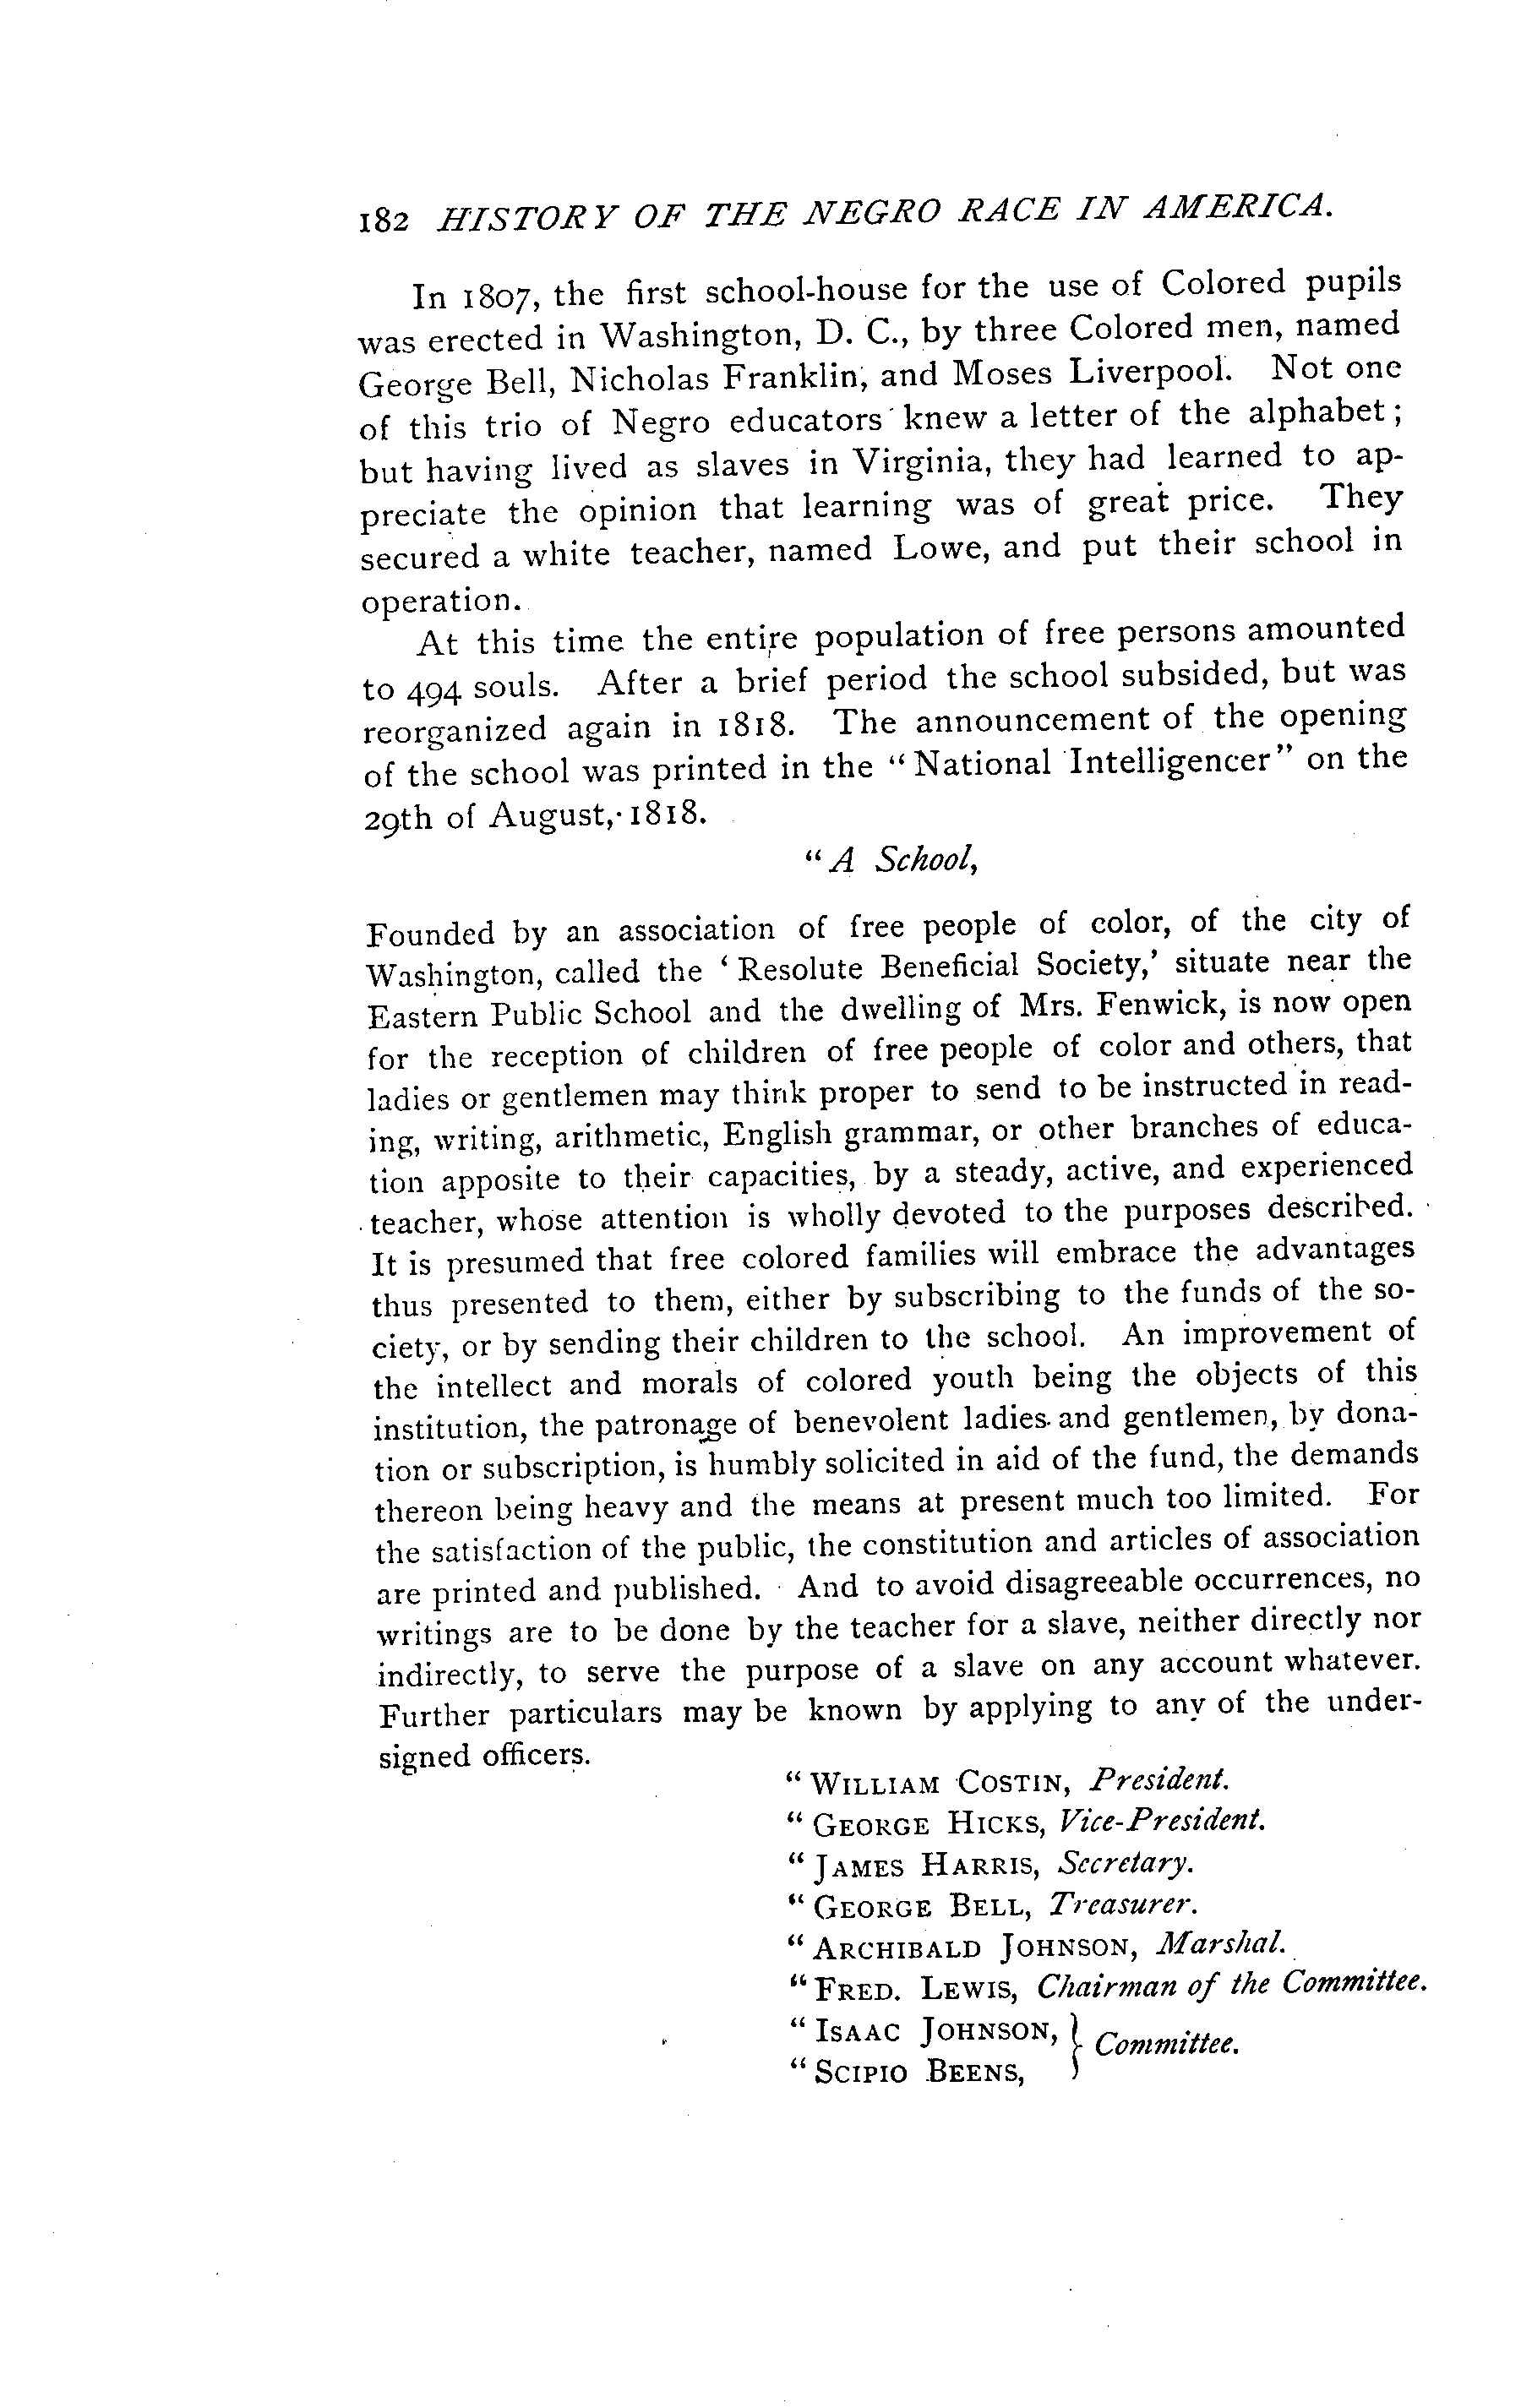 182 HISTORY OF THE NEGRO RACE IN AMERICA.
In 1807, the first school-house for the use of Colored pupils
was erected in Washington, D. C., by three Colored men, named
George Bell, Nicholas Franklin, and Moses Liverpool. Not one
of this trio of Negro educators knew a letter of the alphabet;
but having lived as slaves in Virginia, they had learned to ap-
preciate the opinion that learning was of great price. They
secured a white teacher, named Lowe, and put their school in
operation.
At this time the entire population of free persons amounted
to 494 souls. After a brief period the school subsided, but was
reorganized again in 1818. The announcement of the opening
of the school was printed in the "National Intelligencer" on the
29th of August, 1818.
"A School,
Founded by an association of free people of color, of the city of
Washington, called the 'Resolute Beneficial Society,' situate near the
Eastern Public School and the dwelling of Mrs. Fenwick, is now open
for the reception of children of free people of color and others, that
ladies or gentlemen may think proper to send to be instructed in read-
ing, writing, arithmetic, English grammar, or other branches of educa-
tion apposite to their capacities, by a steady, active, and experienced
teacher, whose attention is wholly devoted to the purposes described.
It is presumed that free colored families will embrace the advantages
thus presented to them, either by subscribing to the funds of the so-
ciety, or by sending their children to the school. An improvement of
the intellect and morals of colored youth being the objects of this
institution, the patronage of benevolent ladies and gentlemen, by dona-
tion or subscription, is humbly solicited in aid of the fund, the demands
thereon being heavy and the means at present much too limited. For
the satisfaction of the public, the constitution and articles of association
are printed and published. And to avoid disagreeable occurrences, no
writings are to be done by the teacher for a slave, neither directly nor
indirectly, to serve the purpose of a slave on any account whatever.
Further particulars may be known by applying to any of the under-
signed officers.
"WILLIAM COSTIN, President.
"GEORGE HICKS, Vice-President.
"JAMES HARRIS, Secretary.
"GEORGE BELL, Treasurer.
"ARCHIBALD JOHNSON, Marshal.
"FRED. LEWIS, Chairman of the Committee.
"ISAAC JOHNSON, } Committee.
"SCIPIO BEENS,